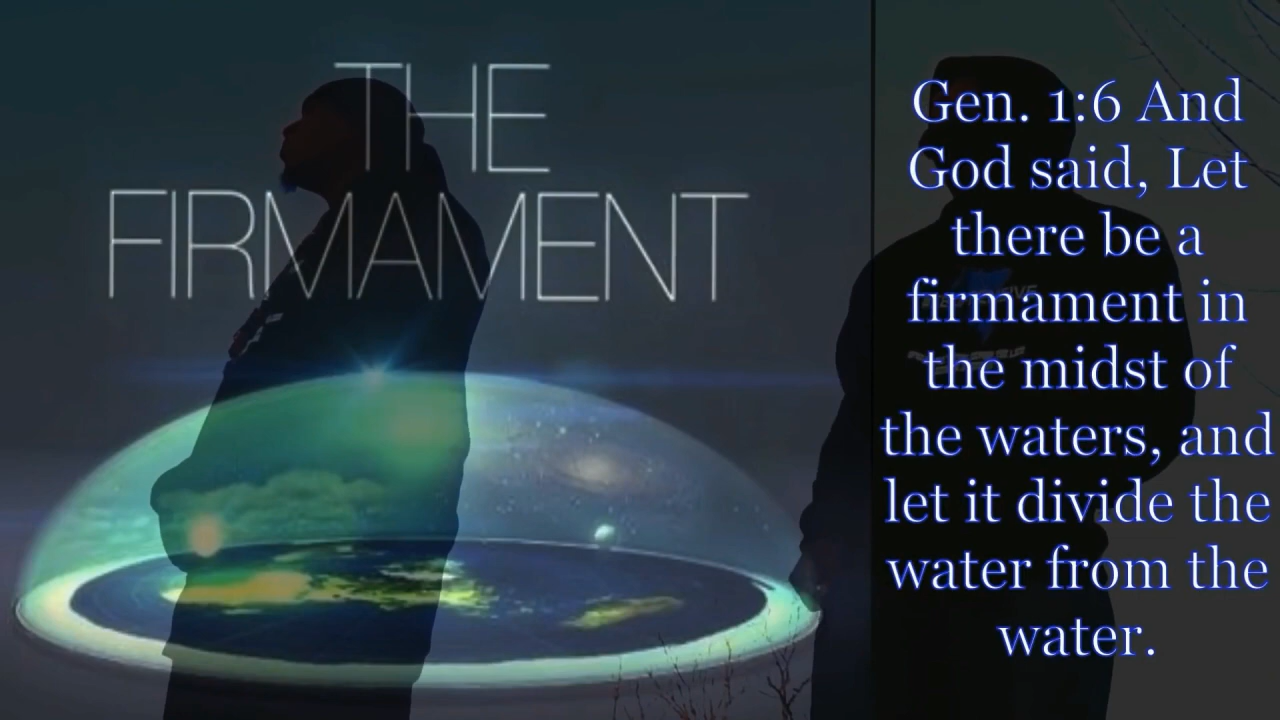 THE
FIRMAMENT
Gen. 1:6 And
God said, Let
there be a
firmament in
the midst of
the waters, and
let it divide the
water from the
water.